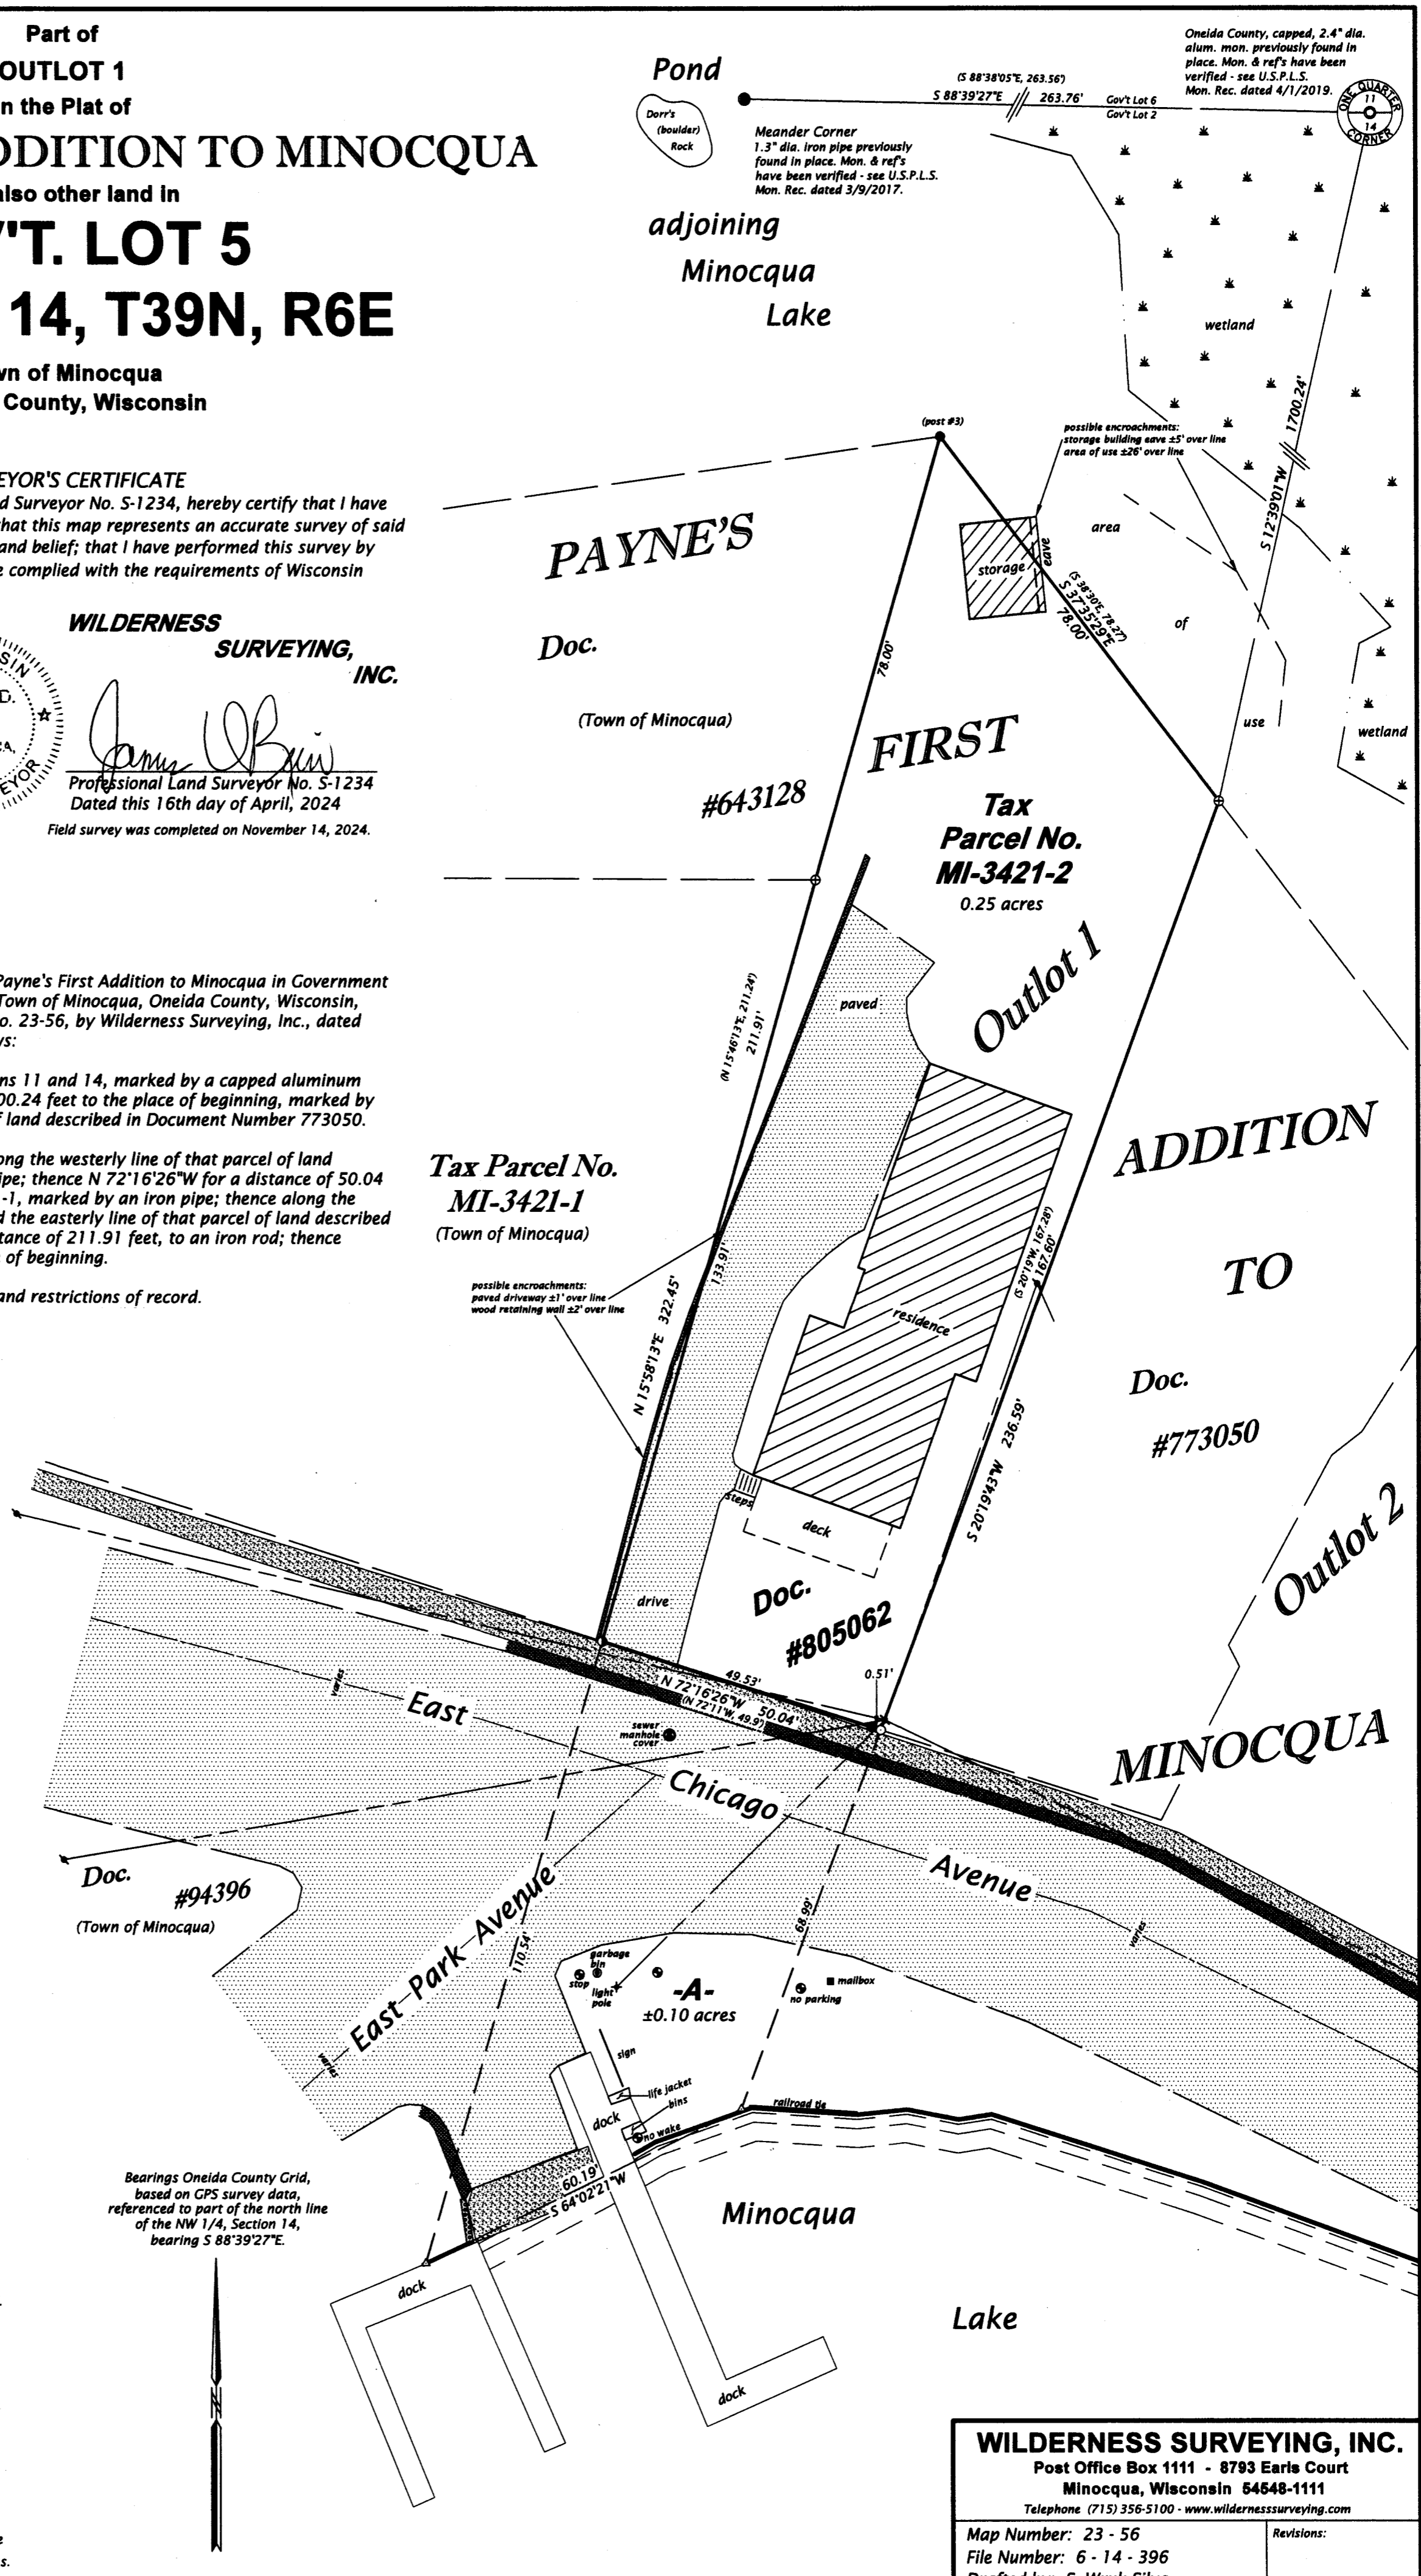 Part of
OUTLOT 1
n the Plat of
DDITION TO MINOCQUA
also other land in
'T. LOT 5
14, T39N, R6E
wn of Minocqua
County, Wisconsin
EYOR'S CERTIFICATE
d Surveyor No. S-1234, hereby certify that I have
that this map represents an accurate survey of said
and belief; that I have performed this survey by
e complied with the requirements of Wisconsin
WILDERNESS
SURVEYING,
INC.
SIN
D.
EYOR
Professional Land Surveyor No. S-1234
Dated this 16th day of April, 2024
Field survey was completed on November 14, 2024.
Payne's First Addition to Minocqua in Government
Town of Minocqua, Oneida County, Wisconsin,
o. 23-56, by Wilderness Surveying, Inc., dated
ws:
ns 11 and 14, marked by a capped aluminum
00.24 feet to the place of beginning, marked by
f land described in Document Number 773050.
ong the westerly line of that parcel of land
ipe; thence N 72°16'26"W for a distance of 50.04
-1, marked by an iron pipe; thence along the
d the easterly line of that parcel of land described
tance of 211.91 feet, to an iron rod; thence
of beginning.
and restrictions of record.
Pond
Dorr's
(boulder)
Rock
(S 88°38'05"E, 263.56')
S 88°39'27"E 263.76'
Gov't Lot 6
Gov't Lot 2
Oneida County, capped, 2.4" dia.
alum. mon. previously found in
place. Mon. & ref's have been
verified - see U.S.P.L.S.
Mon. Rec. dated 4/1/2019.
ONE QUARTER
11
14
CORNER
Meander Corner
1.3" dia. iron pipe previously
found in place. Mon. & ref's
have been verified - see U.S.P.L.S.
Mon. Rec. dated 3/9/2017.
adjoining
Minocqua
Lake
wetland
1700.24'
S 12°39'01"W
(post #3)
possible encroachments:
storage building eave ±5' over line
area of use ±26' over line
area
of
use
wetland
storage
eave
(S 38°30'E, 78.27')
S 37°35'29"E
78.00'
78.00'
PAYNE'S
Doc.
(Town of Minocqua)
#643128
FIRST
Tax
Parcel No.
MI-3421-2
0.25 acres
Outlot 1
paved
(N 15°46'13"E, 211.24')
211.91'
ADDITION
TO
Tax Parcel No.
MI-3421-1
(Town of Minocqua)
possible encroachments:
paved driveway ±1' over line
wood retaining wall ±2' over line
133.91'
N 15°58'13"E 322.45'
residence
(S 20°19'W, 167.28')
167.60'
S 20°19'43"W 236.59'
Doc.
#773050
Outlot 2
steps
deck
drive
Doc.
#805062
0.51'
49.53'
N 72°16'26"W 50.04'
(N 72°11'W, 49.9')
sewer
manhole
cover
varies
East
Chicago
Avenue
MINOCQUA
varies
Doc.
#94396
(Town of Minocqua)
East Park Avenue
varies
110.54'
68.99'
garbage
bin
stop
light
pole
-A-
±0.10 acres
mailbox
no parking
sign
life jacket
bins
dock
no wake
railroad tie
60.19'
S 64°02'21"W
Minocqua
Lake
dock
dock
Bearings Oneida County Grid,
based on GPS survey data,
referenced to part of the north line
of the NW 1/4, Section 14,
bearing S 88°39'27"E.
N
e
s.
WILDERNESS SURVEYING, INC.
Post Office Box 1111 - 8793 Earls Court
Minocqua, Wisconsin 54548-1111
Telephone (715) 356-5100 - www.wildernesssurveying.com
Map Number: 23 - 56
Revisions:
File Number: 6 - 14 - 396